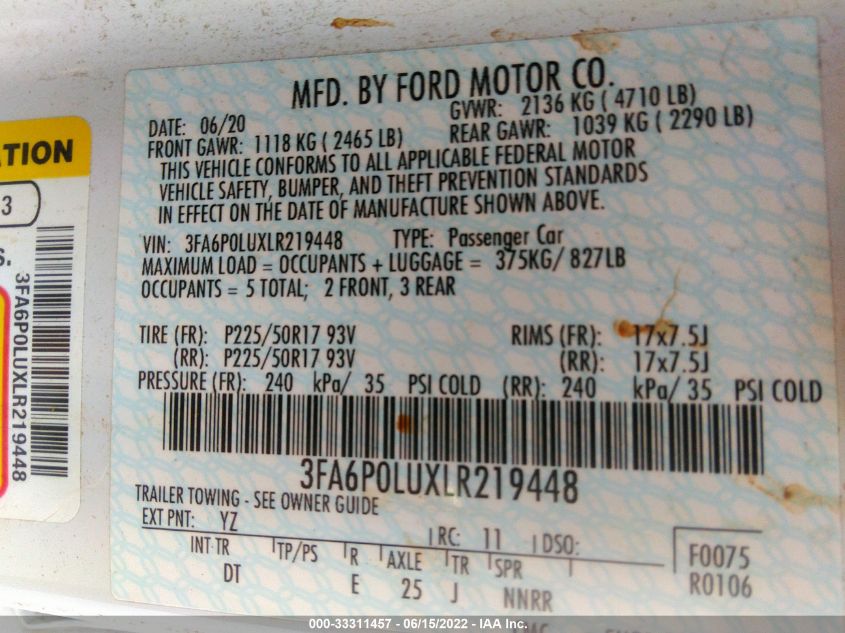 MFD. BY FORD MOTOR CO.
DATE: 06/20 GVWR: 2136 KG ( 4710 LB)
FRONT GAWR: 1118 KG ( 2465 LB) REAR GAWR: 1039 KG ( 2290 LB)
THIS VEHICLE CONFORMS TO ALL APPLICABLE FEDERAL MOTOR
VEHICLE SAFETY, BUMPER, AND THEFT PREVENTION STANDARDS
IN EFFECT ON THE DATE OF MANUFACTURE SHOWN ABOVE.
VIN: 3FA6P0LUXLR219448 TYPE: Passenger Car
MAXIMUM LOAD = OCCUPANTS + LUGGAGE = 375KG/ 827LB
OCCUPANTS = 5 TOTAL; 2 FRONT, 3 REAR
TIRE (FR): P225/50R17 93V RIMS (FR): 17x7.5J
(RR): P225/50R17 93V (RR): 17x7.5J
PRESSURE (FR): 240 kPa/ 35 PSI COLD (RR): 240 kPa/ 35 PSI COLD
3FA6P0LUXLR219448
TRAILER TOWING - SEE OWNER GUIDE
EXT PNT: YZ RC: 11 DSO:
INT TR TP/PS R AXLE TR SPR
DT E 25 J NNRR
F0075
R0106
3
S.
3FA6P0LUXLR219448
000-33311457 - 06/15/2022 - IAA Inc.